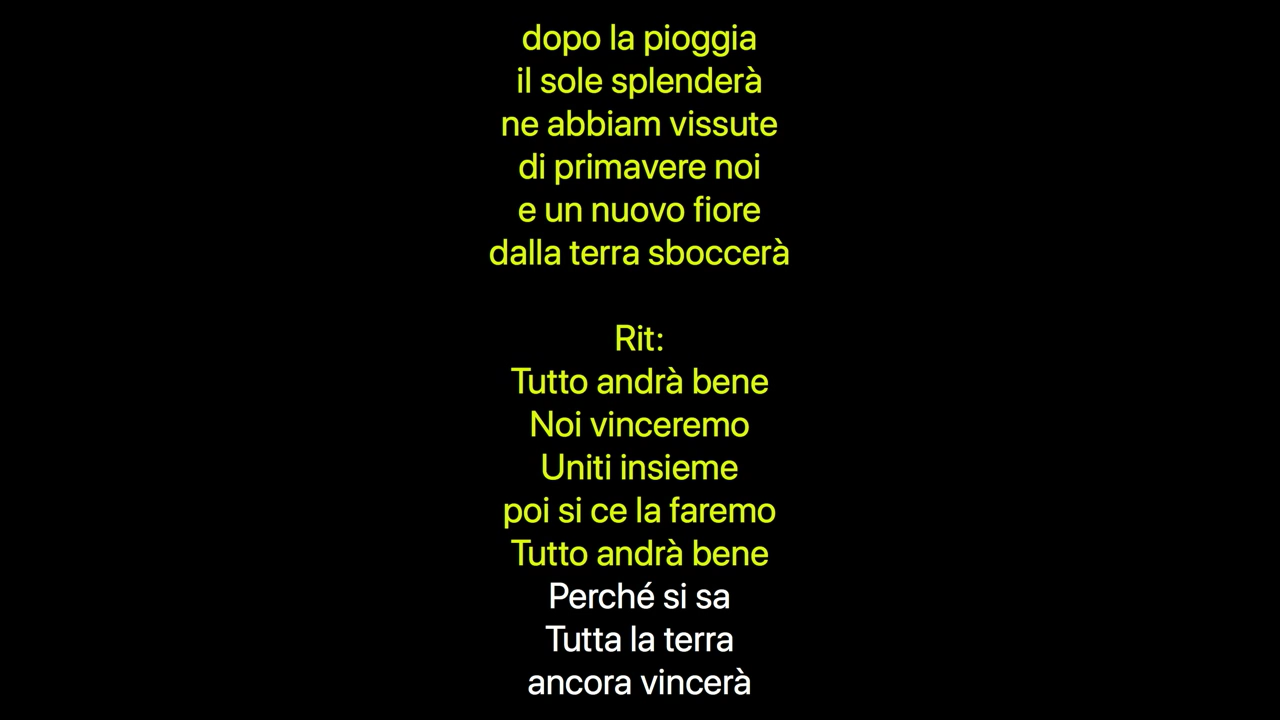 dopo la pioggia
il sole splenderà
ne abbiam vissute
di primavere noi
e un nuovo fiore
dalla terra sboccerà
Rit:
Tutto andrà bene
Noi vinceremo
Uniti insieme
poi si ce la faremo
Tutto andrà bene
Perché si sa
Tutta la terra
ancora vincerà